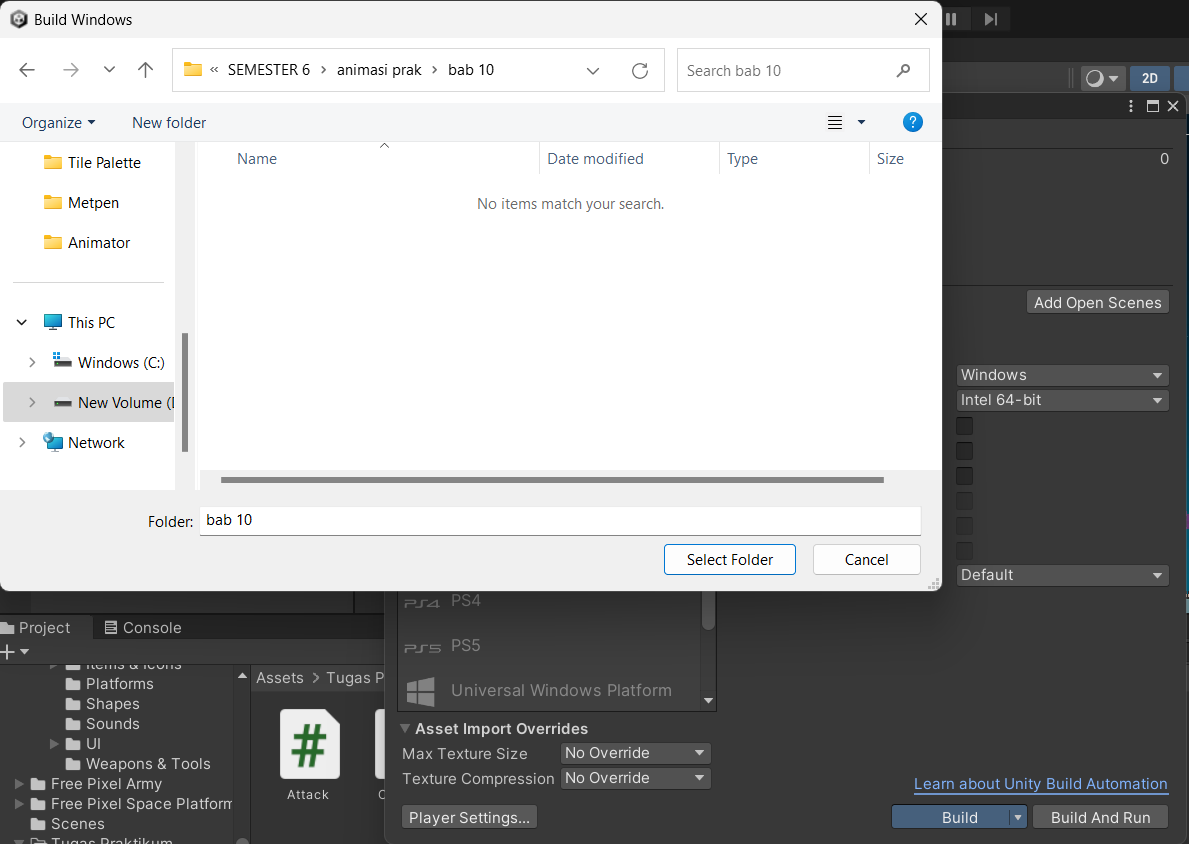 Build Windows
« SEMESTER 6 > animasi prak > bab 10
Search bab 10
2D
Organize
New folder
?
Name
Date modified
Type
Size
0
Tile Palette
No items match your search.
Metpen
Animator
Add Open Scenes
This PC
Windows (C:)
Windows
New Volume (
Intel 64-bit
Network
Folder: bab 10
Select Folder
Cancel
Default
PS4 PS4
Project
Console
PS5 PS5
Items & Icons
Platforms
Assets > Tugas P
Universal Windows Platform
Shapes
Sounds
Asset Import Overrides
UI
Max Texture Size No Override
Weapons & Tools
Texture Compression No Override
Free Pixel Army
Learn about Unity Build Automation
#
Attack
Free Pixel Space Platform
Scenes
Player Settings...
Build
Build And Run
Tugas Praktikum